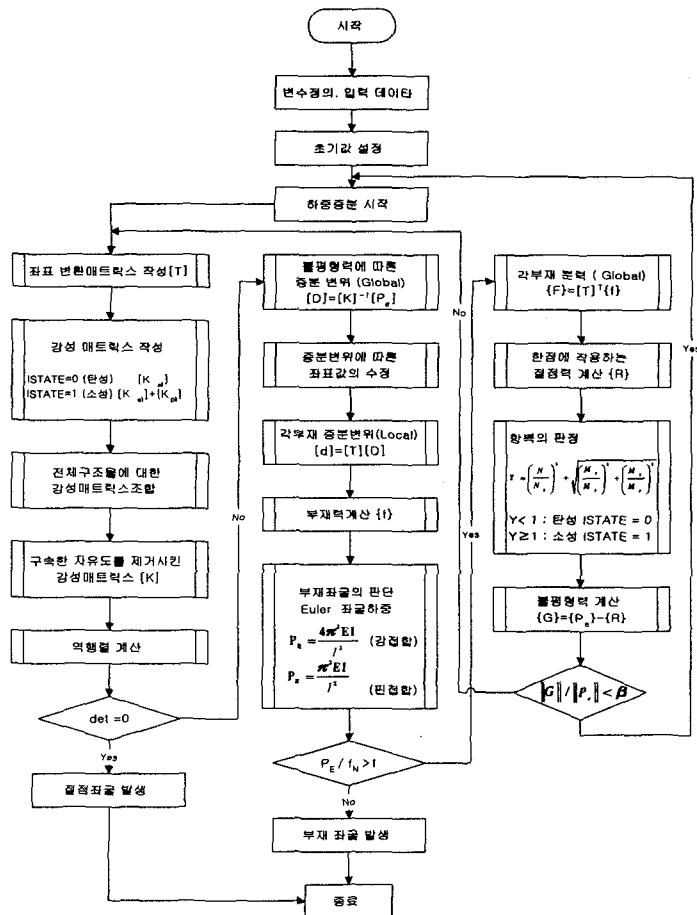 시작
변수정의, 입력 데이타
초기값 설정
하중증분 시작
좌표 변환매트릭스 작성[T]
강성 매트릭스 작성
ISTATE=0 (탄성) [K_el]
ISTATE=1 (소성) [K_el]+[K_pl]
전체구조물에 대한
강성매트릭스조합
구속한 자유도를 제거시킨
강성매트릭스 [K]
역행렬 계산
det =0
Yes
No
절점좌굴 발생
불평형력에 따른
증분 변위 (Global)
[D]=[K]⁻¹[P_e]
증분변위에 따른
좌표값의 수정
각부재 증분변위(Local)
[d]=[T][D]
부재력계산 {f}
부재좌굴의 판단
Euler 좌굴하중
P_E = 4π²EI / l² (강접합)
P_E = π²EI / l² (핀접합)
P_E / f_N >1
No
Yes
부재 좌굴 발생
종료
각부재 분력 ( Global)
{F}=[T]ᵀ{f}
한점에 작용하는
절점력 계산 {R}
항복의 판정
Y<1 : 탄성 ISTATE = 0
Y≥1 : 소성 ISTATE = 1
불평형력 계산
{G}={P_e}-{R}
‖G‖ / ‖P_e‖ < β
No
Yes